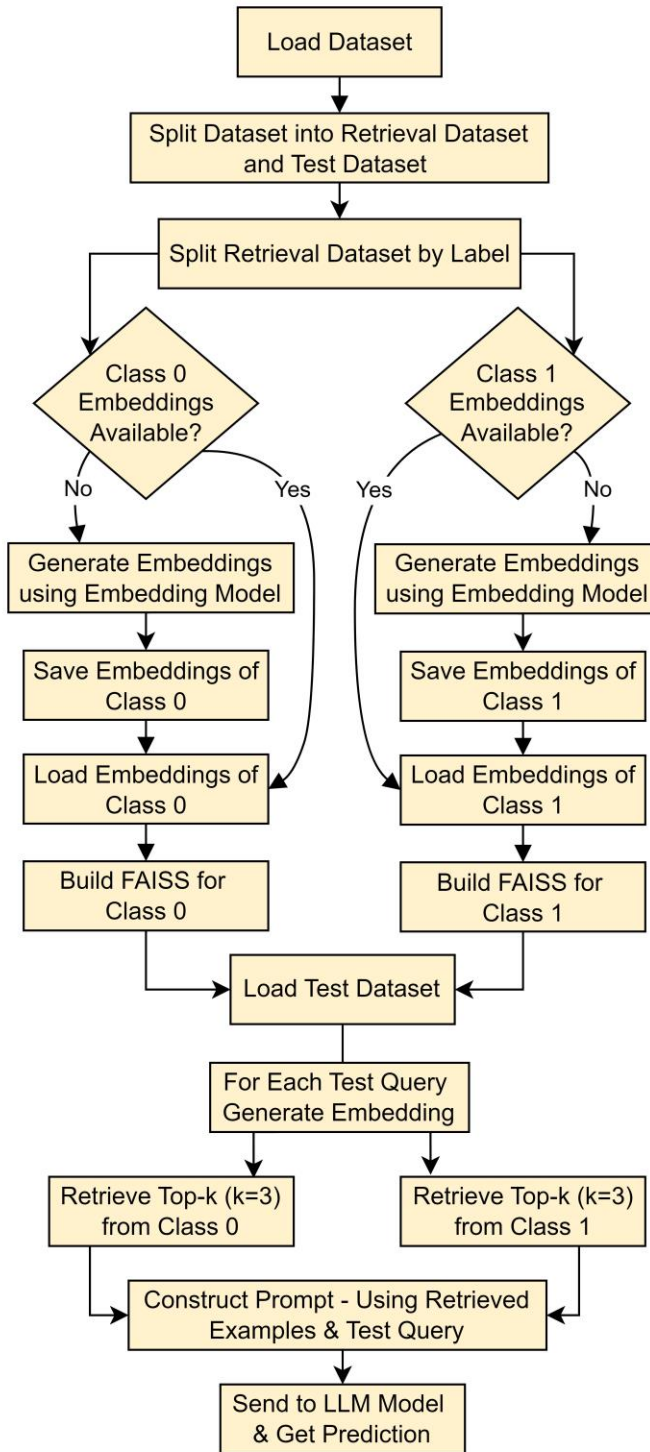 Load Dataset
Split Dataset into Retrieval Dataset
and Test Dataset
Split Retrieval Dataset by Label
Class 0
Embeddings
Available?
Class 1
Embeddings
Available?
No
Yes
Yes
No
Generate Embeddings
using Embedding Model
Generate Embeddings
using Embedding Model
Save Embeddings of
Class 0
Save Embeddings of
Class 1
Load Embeddings of
Class 0
Load Embeddings of
Class 1
Build FAISS for
Class 0
Build FAISS for
Class 1
Load Test Dataset
For Each Test Query
Generate Embedding
Retrieve Top-k (k=3)
from Class 0
Retrieve Top-k (k=3)
from Class 1
Construct Prompt - Using Retrieved
Examples & Test Query
Send to LLM Model
& Get Prediction